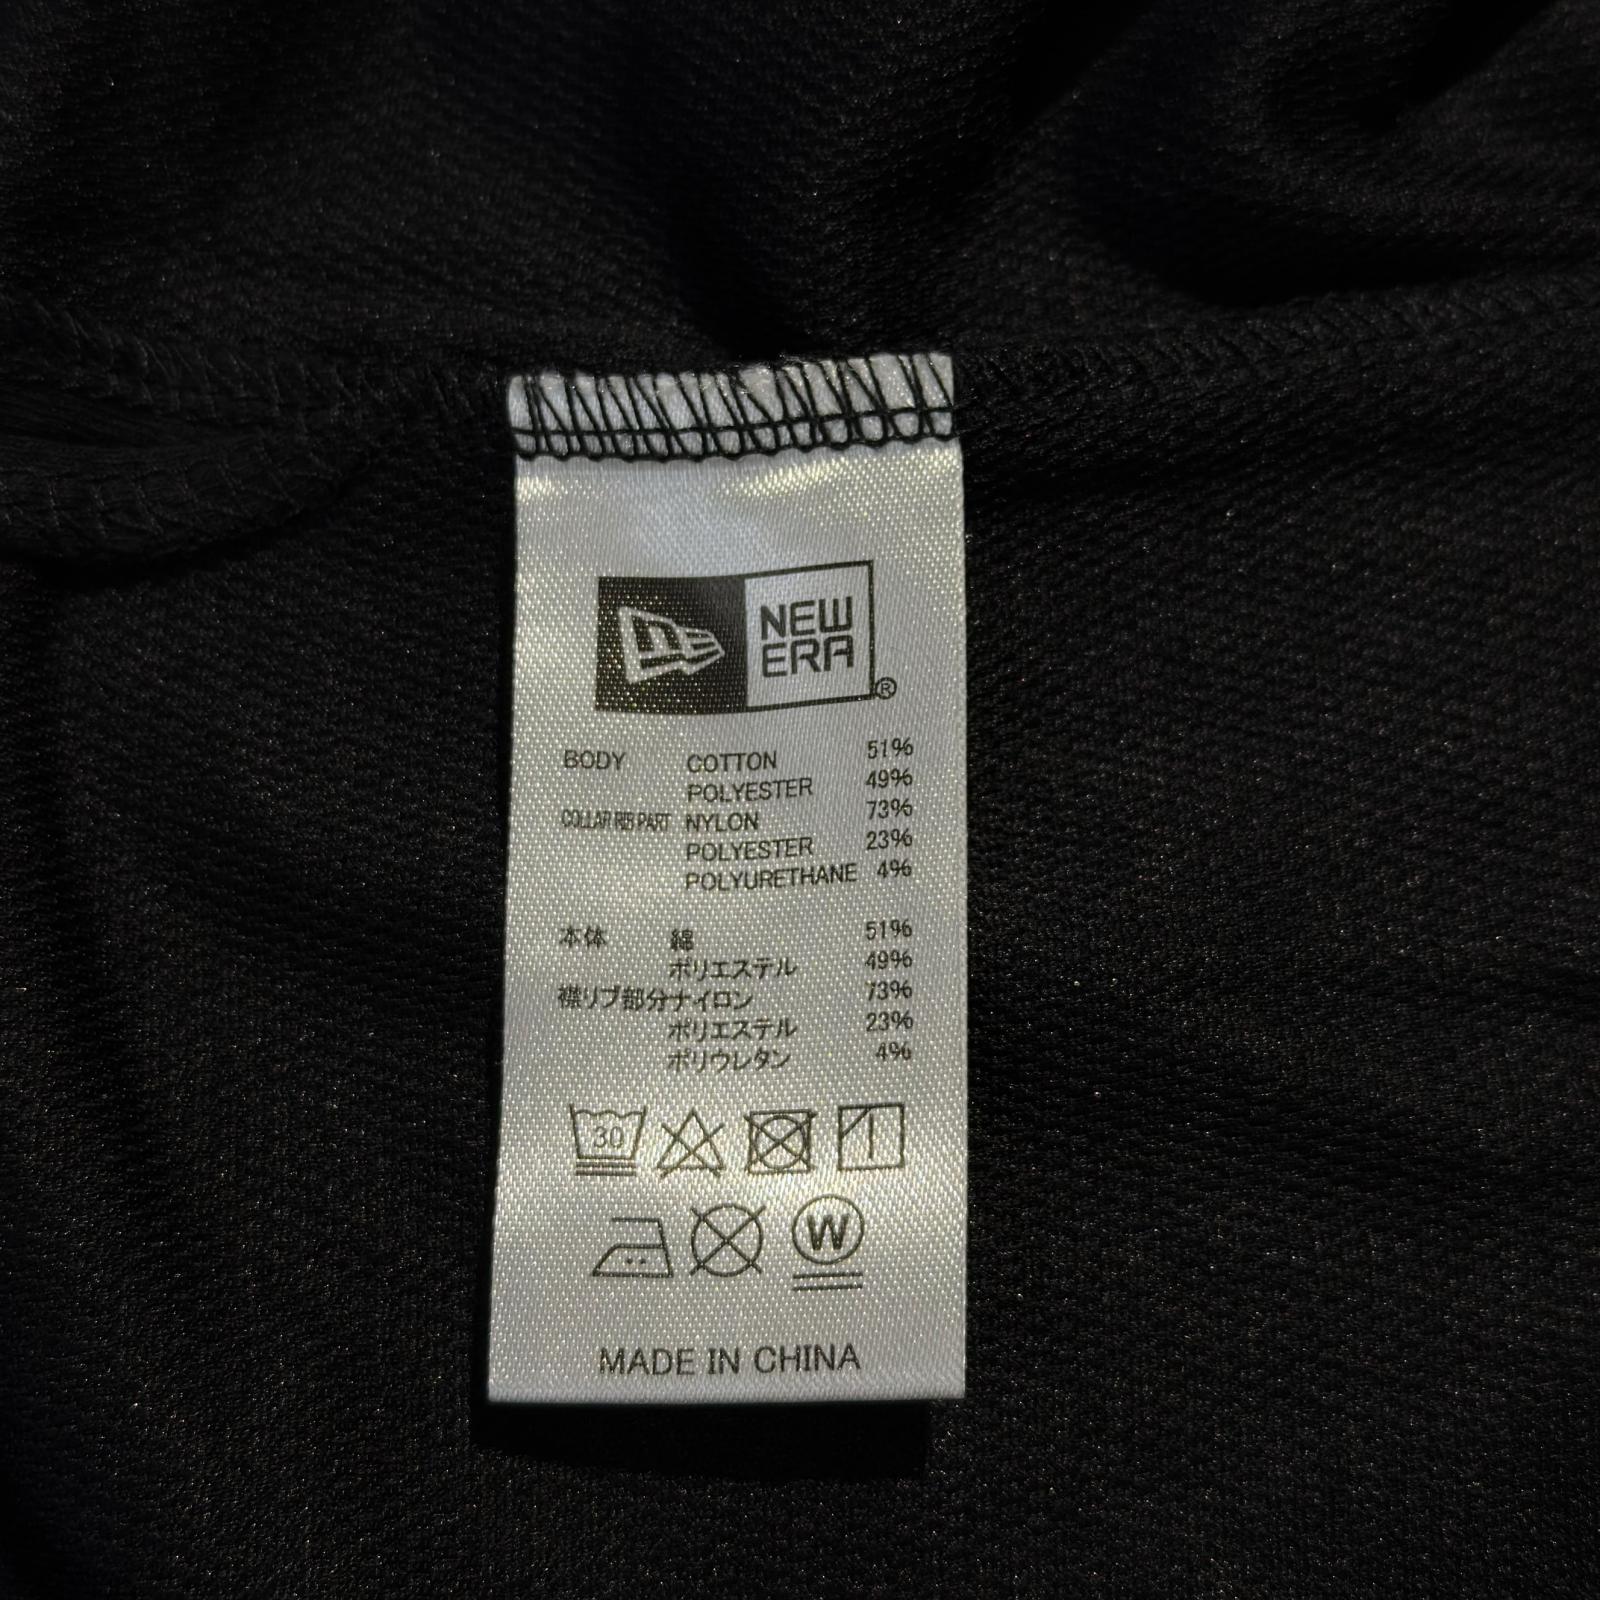 NEW
ERA
®
BODY COTTON 51%
POLYESTER 49%
COLLAR RIB PART NYLON 73%
POLYESTER 23%
POLYURETHANE 4%
本体 綿 51%
ポリエステル 49%
襟リブ部分ナイロン 73%
ポリエステル 23%
ポリウレタン 4%
30
W
MADE IN CHINA